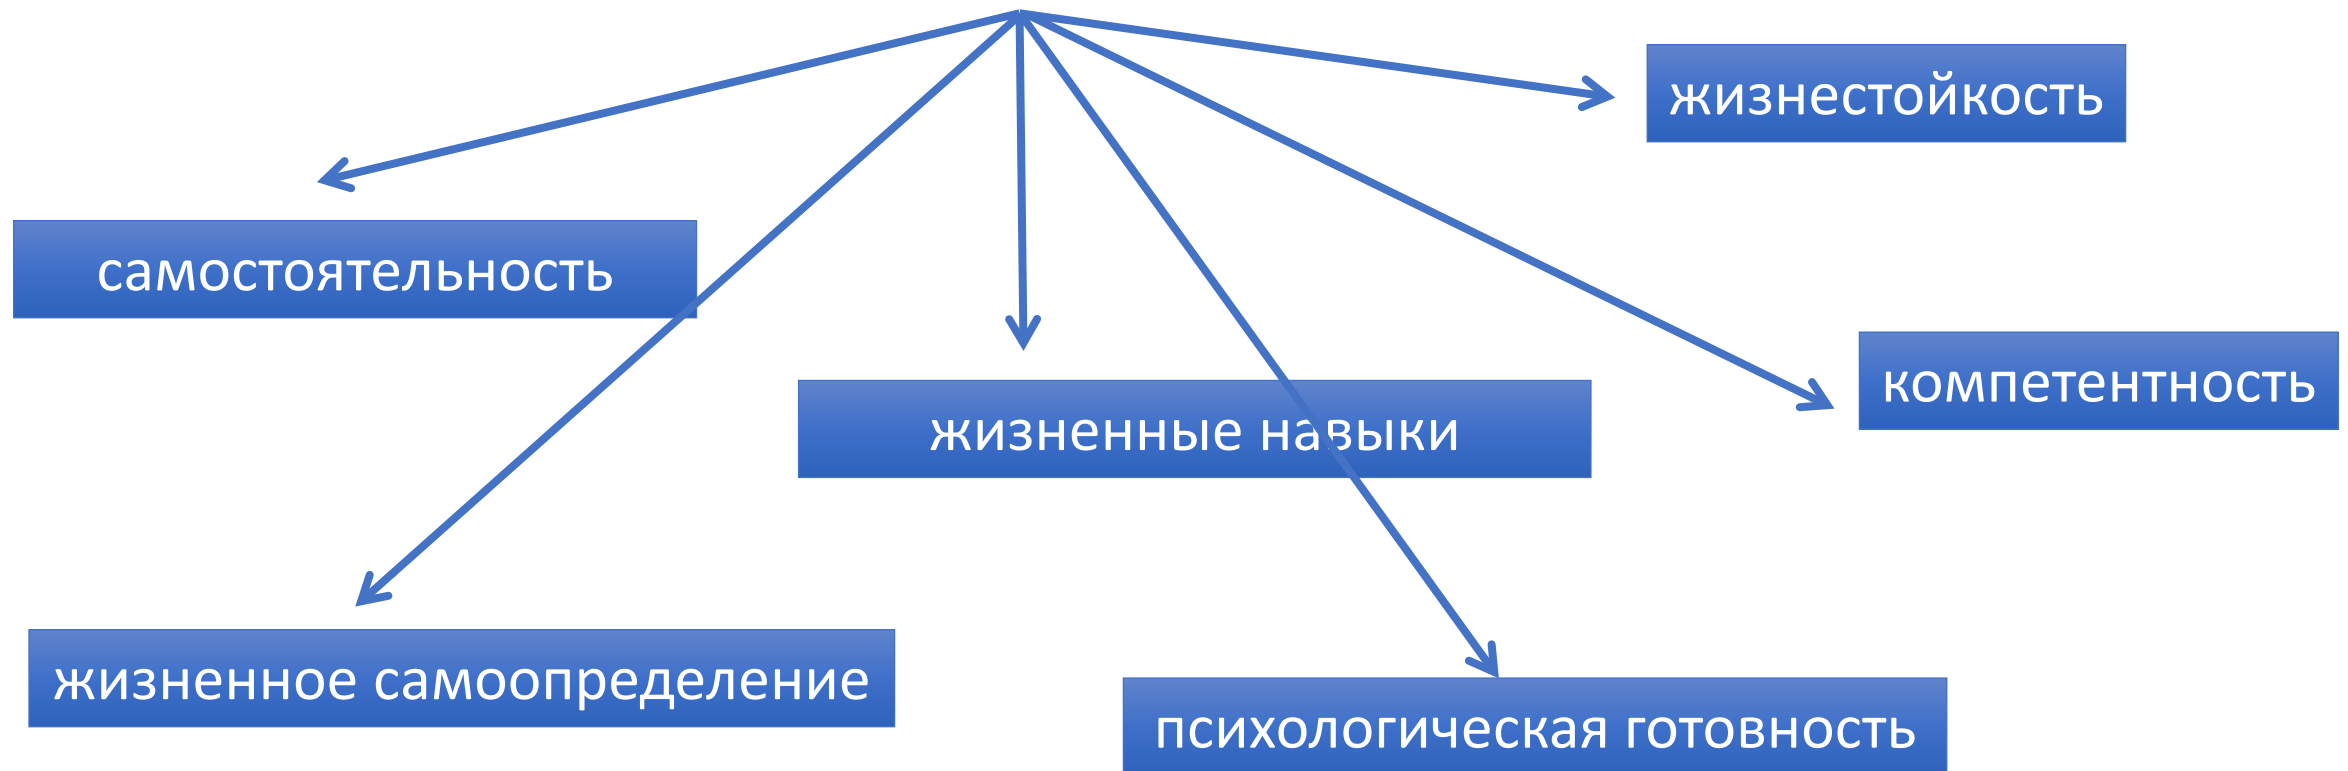 жизнестойкость
самостоятельность
компетентность
жизненные навыки
жизненное самоопределение
психологическая готовность